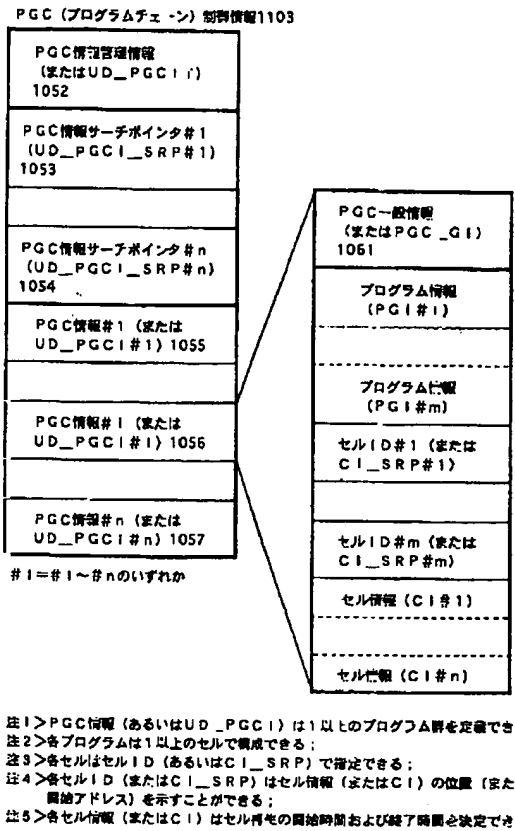 PGC（プログラムチェーン）制御情報1103
PGC情報管理情報
（またはUD__PGCI
1052
PGC情報サーチポインタ#1
（UD__PGCI__SRP#1）
1053
PGC情報サーチポインタ#n
（UD__PGCI__SRP#n）
1054
PGC情報#1（または
UD__PGCI#1）1055
PGC情報#i（または
UD__PGCI#i）1056
PGC情報#n（または
UD__PGCI#n）1057
#i=#1～#nのいずれか
PGC一般情報
（またはPGC_GI）
1061
プログラム情報
（PGI#1）
プログラム情報
（PGI#m）
セルID#1（または
CI__SRP#1）
セルID#m（または
CI__SRP#m）
セル情報（CI#1）
セル情報（CI#n）
注1＞PGC情報（あるいはUD_PGCI）は1以上のプログラム群を定義でき
注2＞各プログラムは1以上のセルで構成できる；
注3＞各セルはセルID（あるいはCI__SRP）で指定できる；
注4＞各セルID（またはCI__SRP）はセル情報（またはCI）の位置（また
開始アドレス）を示すことができる；
注5＞各セル情報（またはCI）はセル再生の開始時間および終了時間を決定でき